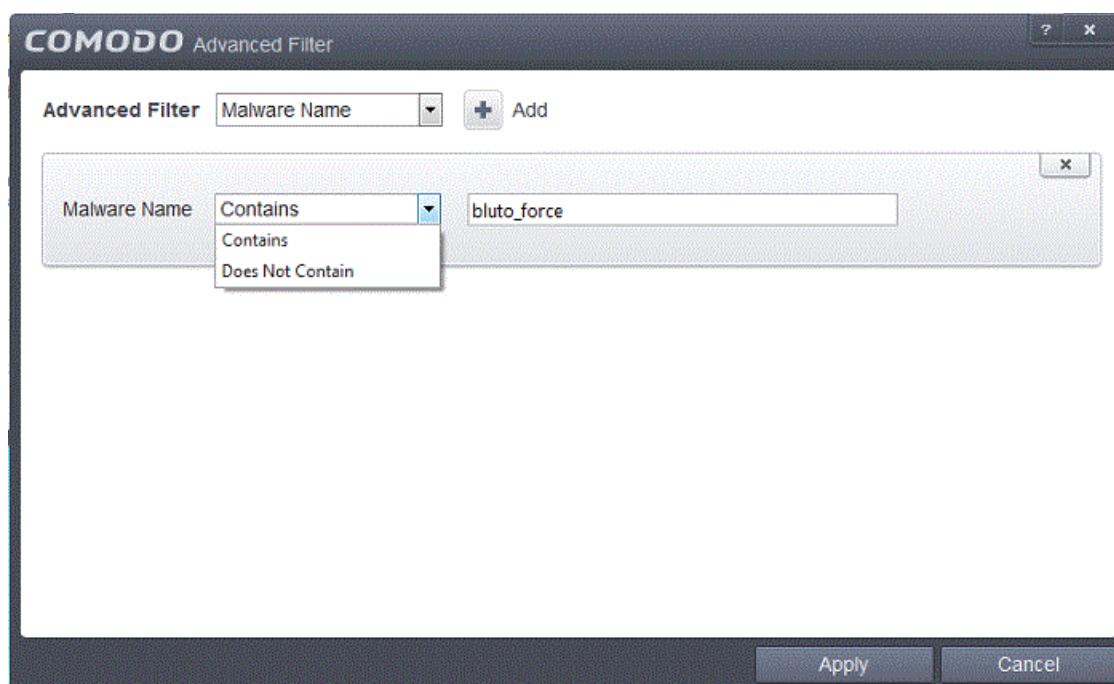 COMODO Advanced Filter ? x
Advanced Filter Malware Name + Add
x
Malware Name Contains bluto_force
Contains
Does Not Contain
Apply Cancel